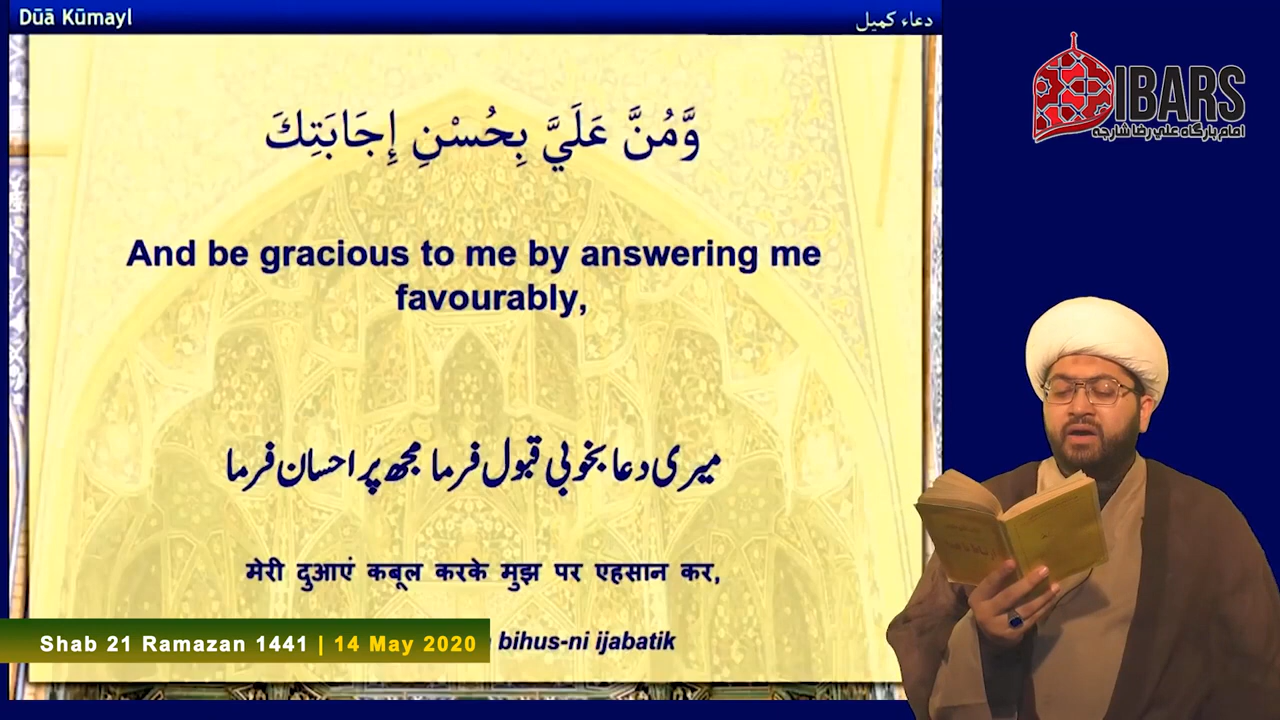 Dūā Kūmayl
دعاء كميل
IBARS
امام بارگاه علي رضا شارجه
وَّمُنَّ عَلَيَّ بِحُسْنِ إِجَابَتِكَ
And be gracious to me by answering me
favourably,
میری دعا بخوبی قبول فرما مجھ پر احسان فرما
मेरी दुआएं कबूल करके मुझ पर एहसान कर,
Shab 21 Ramazan 1441 | 14 May 2020
bihus-ni ijabatik